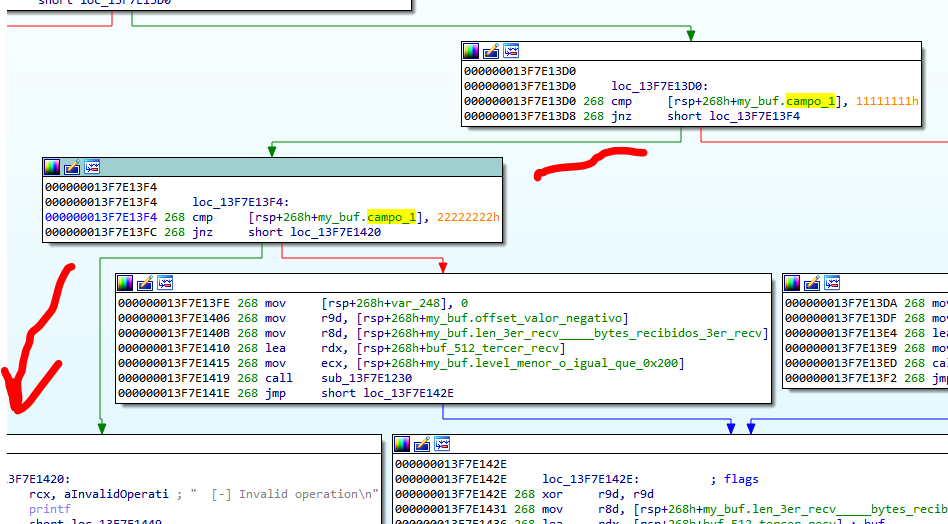 000000013F7E13D0
000000013F7E13D0 loc_13F7E13D0:
000000013F7E13D0 268 cmp [rsp+268h+my_buf.campo_1], 11111111h
000000013F7E13D8 268 jnz short loc_13F7E13F4
000000013F7E13F4
000000013F7E13F4 loc_13F7E13F4:
000000013F7E13F4 268 cmp [rsp+268h+my_buf.campo_1], 22222222h
000000013F7E13FC 268 jnz short loc_13F7E1420
000000013F7E13FE 268 mov [rsp+268h+var_248], 0
000000013F7E1406 268 mov r9d, [rsp+268h+my_buf.offset_valor_negativo]
000000013F7E140B 268 mov r8d, [rsp+268h+my_buf.len_3er_recv_____bytes_recibidos_3er_recv]
000000013F7E1410 268 lea rdx, [rsp+268h+buf_512_tercer_recv]
000000013F7E1415 268 mov ecx, [rsp+268h+my_buf.level_menor_o_igual_que_0x200]
000000013F7E1419 268 call sub_13F7E1230
000000013F7E141E 268 jmp short loc_13F7E142E
000000013F7E13DA 268 mov
000000013F7E13DF 268 mov
000000013F7E13E4 268 lea
000000013F7E13E9 268 mov
000000013F7E13ED 268 cal
000000013F7E13F2 268 jmp
.3F7E1420:
rcx, aInvalidOperati ; " [-] Invalid operation\n"
printf
short loc_13F7E1449
000000013F7E142E
000000013F7E142E loc_13F7E142E: ; flags
000000013F7E142E 268 xor r9d, r9d
000000013F7E1431 268 mov r8d, [rsp+268h+my_buf.len_3er_recv_____bytes_recib
000000013F7E1436 268 lea rdx, [rsp+268h+buf_512_tercer_recv] ; buf